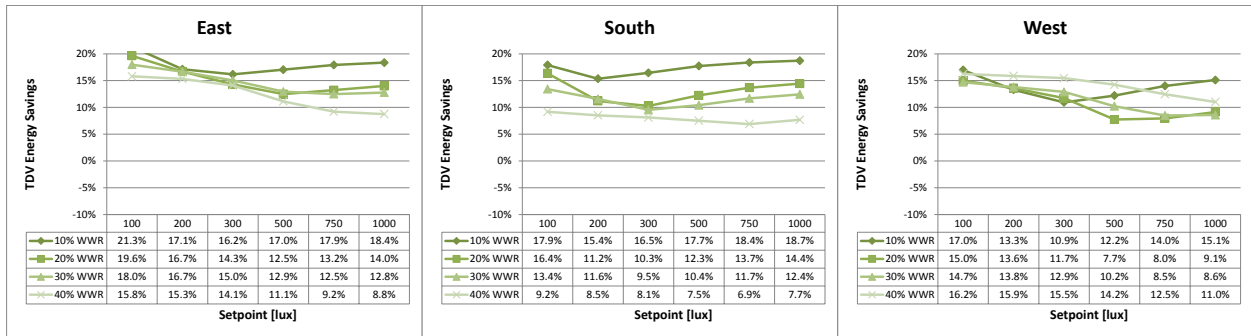 East
TDV Energy Savings
20%
15%
10%
5%
0%
-5%
-10%
100 200 300 500 750 1000
10% WWR 21.3% 17.1% 16.2% 17.0% 17.9% 18.4%
20% WWR 19.6% 16.7% 14.3% 12.5% 13.2% 14.0%
30% WWR 18.0% 16.7% 15.0% 12.9% 12.5% 12.8%
40% WWR 15.8% 15.3% 14.1% 11.1% 9.2% 8.8%
Setpoint [lux]
South
TDV Energy Savings
20%
15%
10%
5%
0%
-5%
-10%
100 200 300 500 750 1000
10% WWR 17.9% 15.4% 16.5% 17.7% 18.4% 18.7%
20% WWR 16.4% 11.2% 10.3% 12.3% 13.7% 14.4%
30% WWR 13.4% 11.6% 9.5% 10.4% 11.7% 12.4%
40% WWR 9.2% 8.5% 8.1% 7.5% 6.9% 7.7%
Setpoint [lux]
West
TDV Energy Savings
20%
15%
10%
5%
0%
-5%
-10%
100 200 300 500 750 1000
10% WWR 17.0% 13.3% 10.9% 12.2% 14.0% 15.1%
20% WWR 15.0% 13.6% 11.7% 7.7% 8.0% 9.1%
30% WWR 14.7% 13.8% 12.9% 10.2% 8.5% 8.6%
40% WWR 16.2% 15.9% 15.5% 14.2% 12.5% 11.0%
Setpoint [lux]